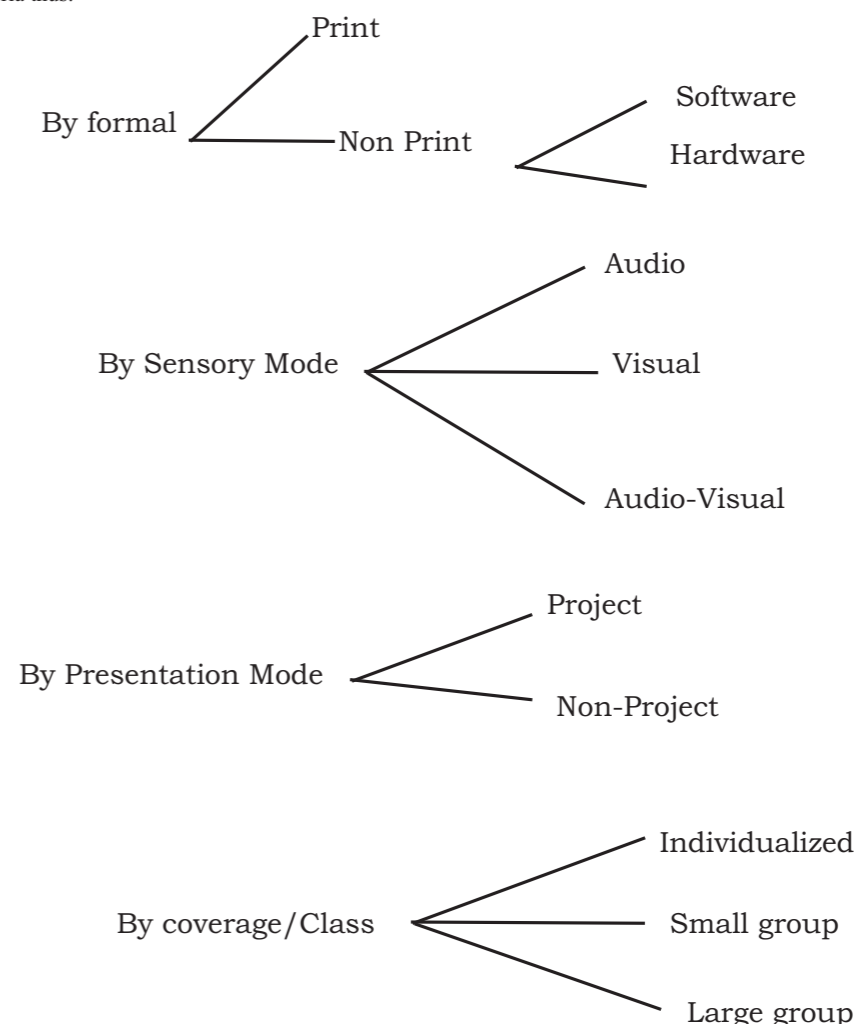 Print
By formal
Non Print
Software
Hardware
Audio
By Sensory Mode
Visual
Audio-Visual
Project
By Presentation Mode
Non-Project
Individualized
By coverage/Class
Small group
Large group